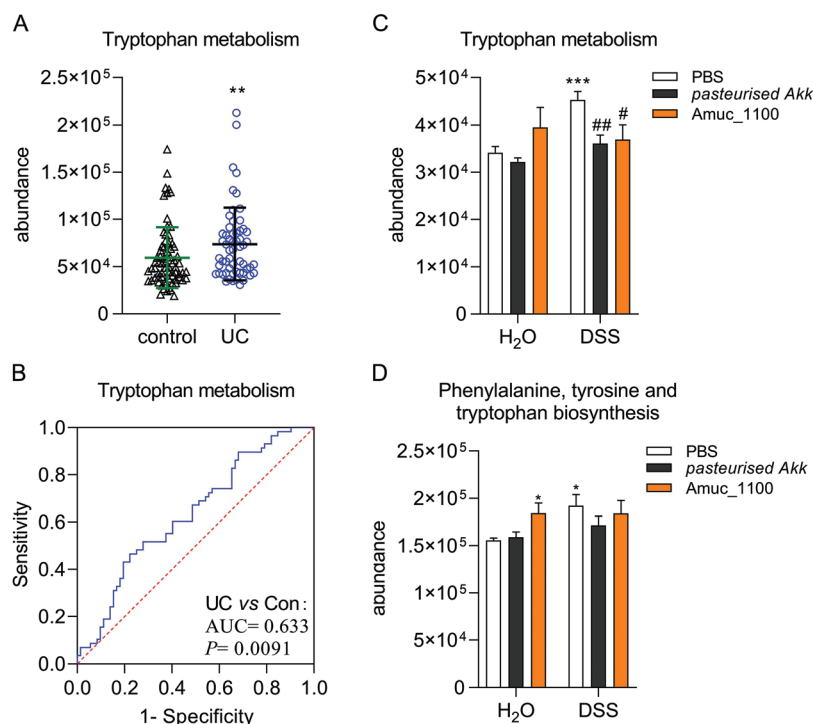 A
Tryptophan metabolism
abundance
2.5×10⁵
2×10⁵
1.5×10⁵
1×10⁵
5×10⁴
0
**
control
UC
B
Tryptophan metabolism
Sensitivity
1.0
0.8
0.6
0.4
0.2
0.0
UC vs Con:
AUC= 0.633
P= 0.0091
0.0 0.2 0.4 0.6 0.8 1.0
1- Specificity
C
Tryptophan metabolism
abundance
5×10⁴
4×10⁴
3×10⁴
2×10⁴
1×10⁴
0
***
##
#
PBS
pasteurised Akk
Amuc_1100
H₂O
DSS
D
Phenylalanine, tyrosine and
tryptophan biosynthesis
abundance
2.5×10⁵
2×10⁵
1.5×10⁵
1×10⁵
5×10⁴
0
*
*
PBS
pasteurised Akk
Amuc_1100
H₂O
DSS